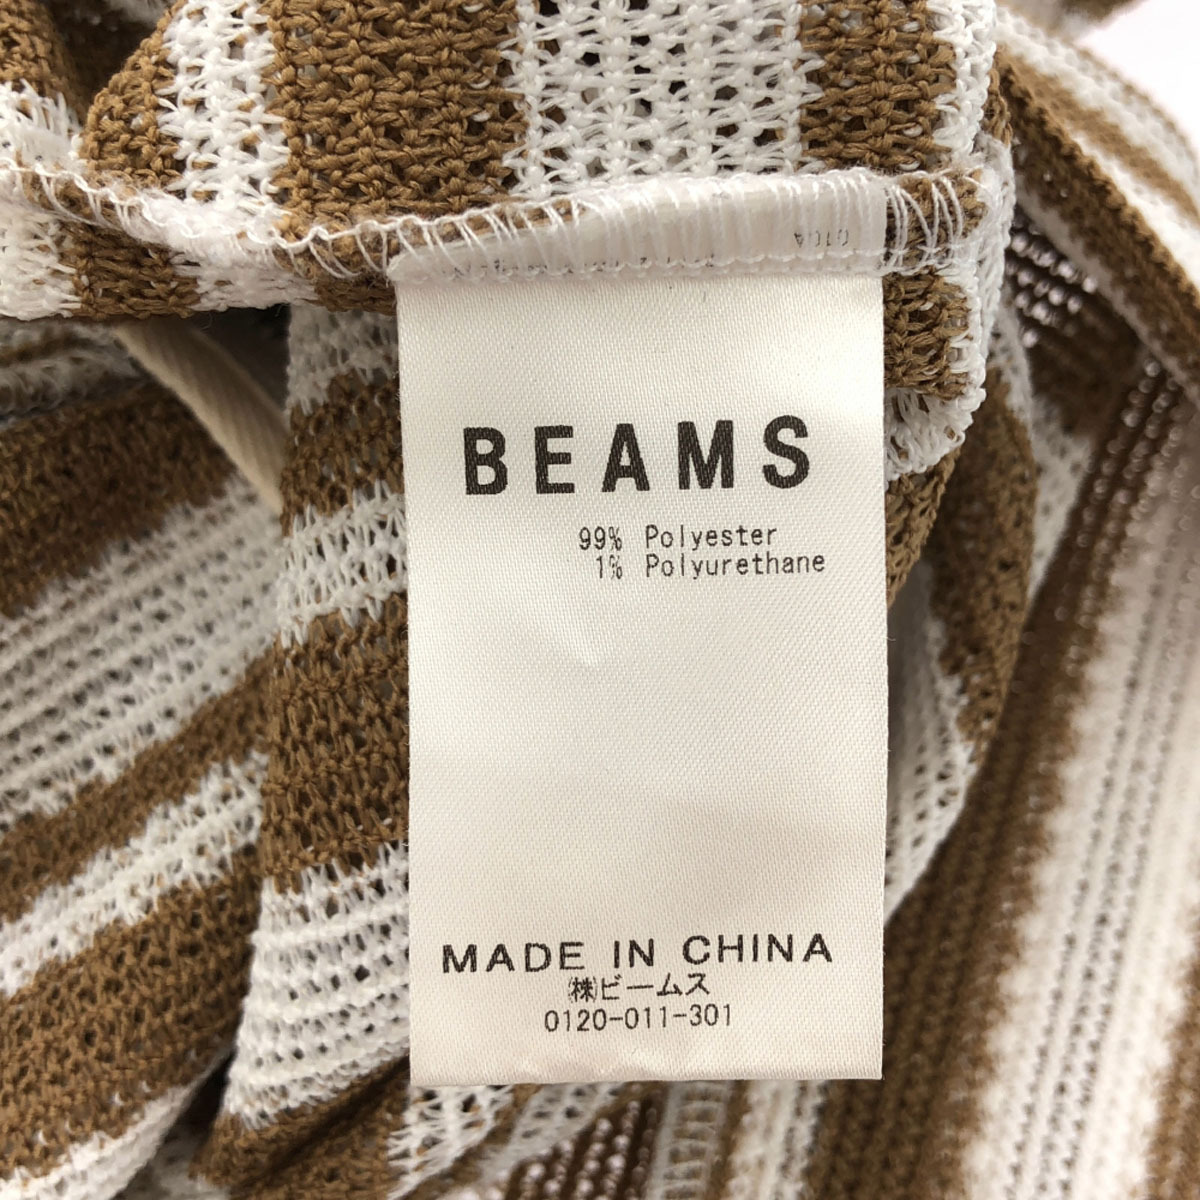 BEAMS
99% Polyester
1% Polyurethane
MADE IN CHINA
㈱ビームス
0120-011-301